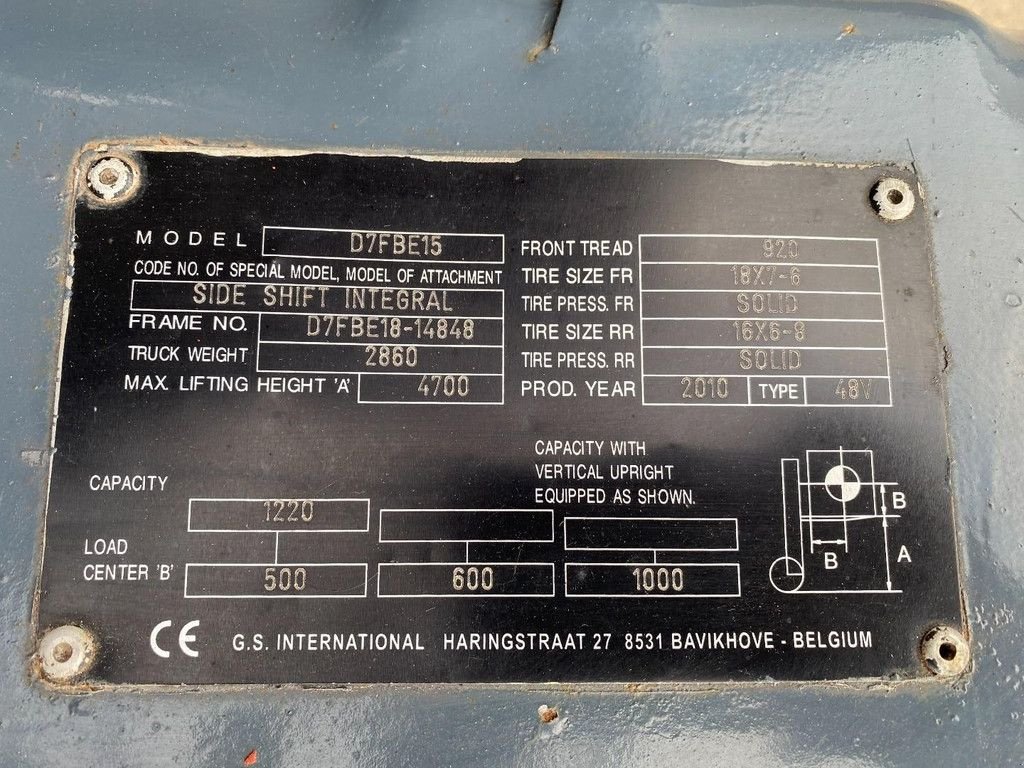 MODEL D7FBE15
CODE NO. OF SPECIAL MODEL, MODEL OF ATTACHMENT
SIDE SHIFT INTEGRAL
FRAME NO. D7FBE18-14848
TRUCK WEIGHT 2860
MAX. LIFTING HEIGHT 'A' 4700
FRONT TREAD 920
TIRE SIZE FR 18X7-6
TIRE PRESS. FR SOLID
TIRE SIZE RR 16X6-8
TIRE PRESS. RR SOLID
PROD. YEAR 2010 TYPE 48V
CAPACITY WITH
VERTICAL UPRIGHT
EQUIPPED AS SHOWN.
CAPACITY 1220
LOAD
CENTER 'B' 500 600 1000
B
B
A
CE G.S. INTERNATIONAL HARINGSTRAAT 27 8531 BAVIKHOVE - BELGIUM